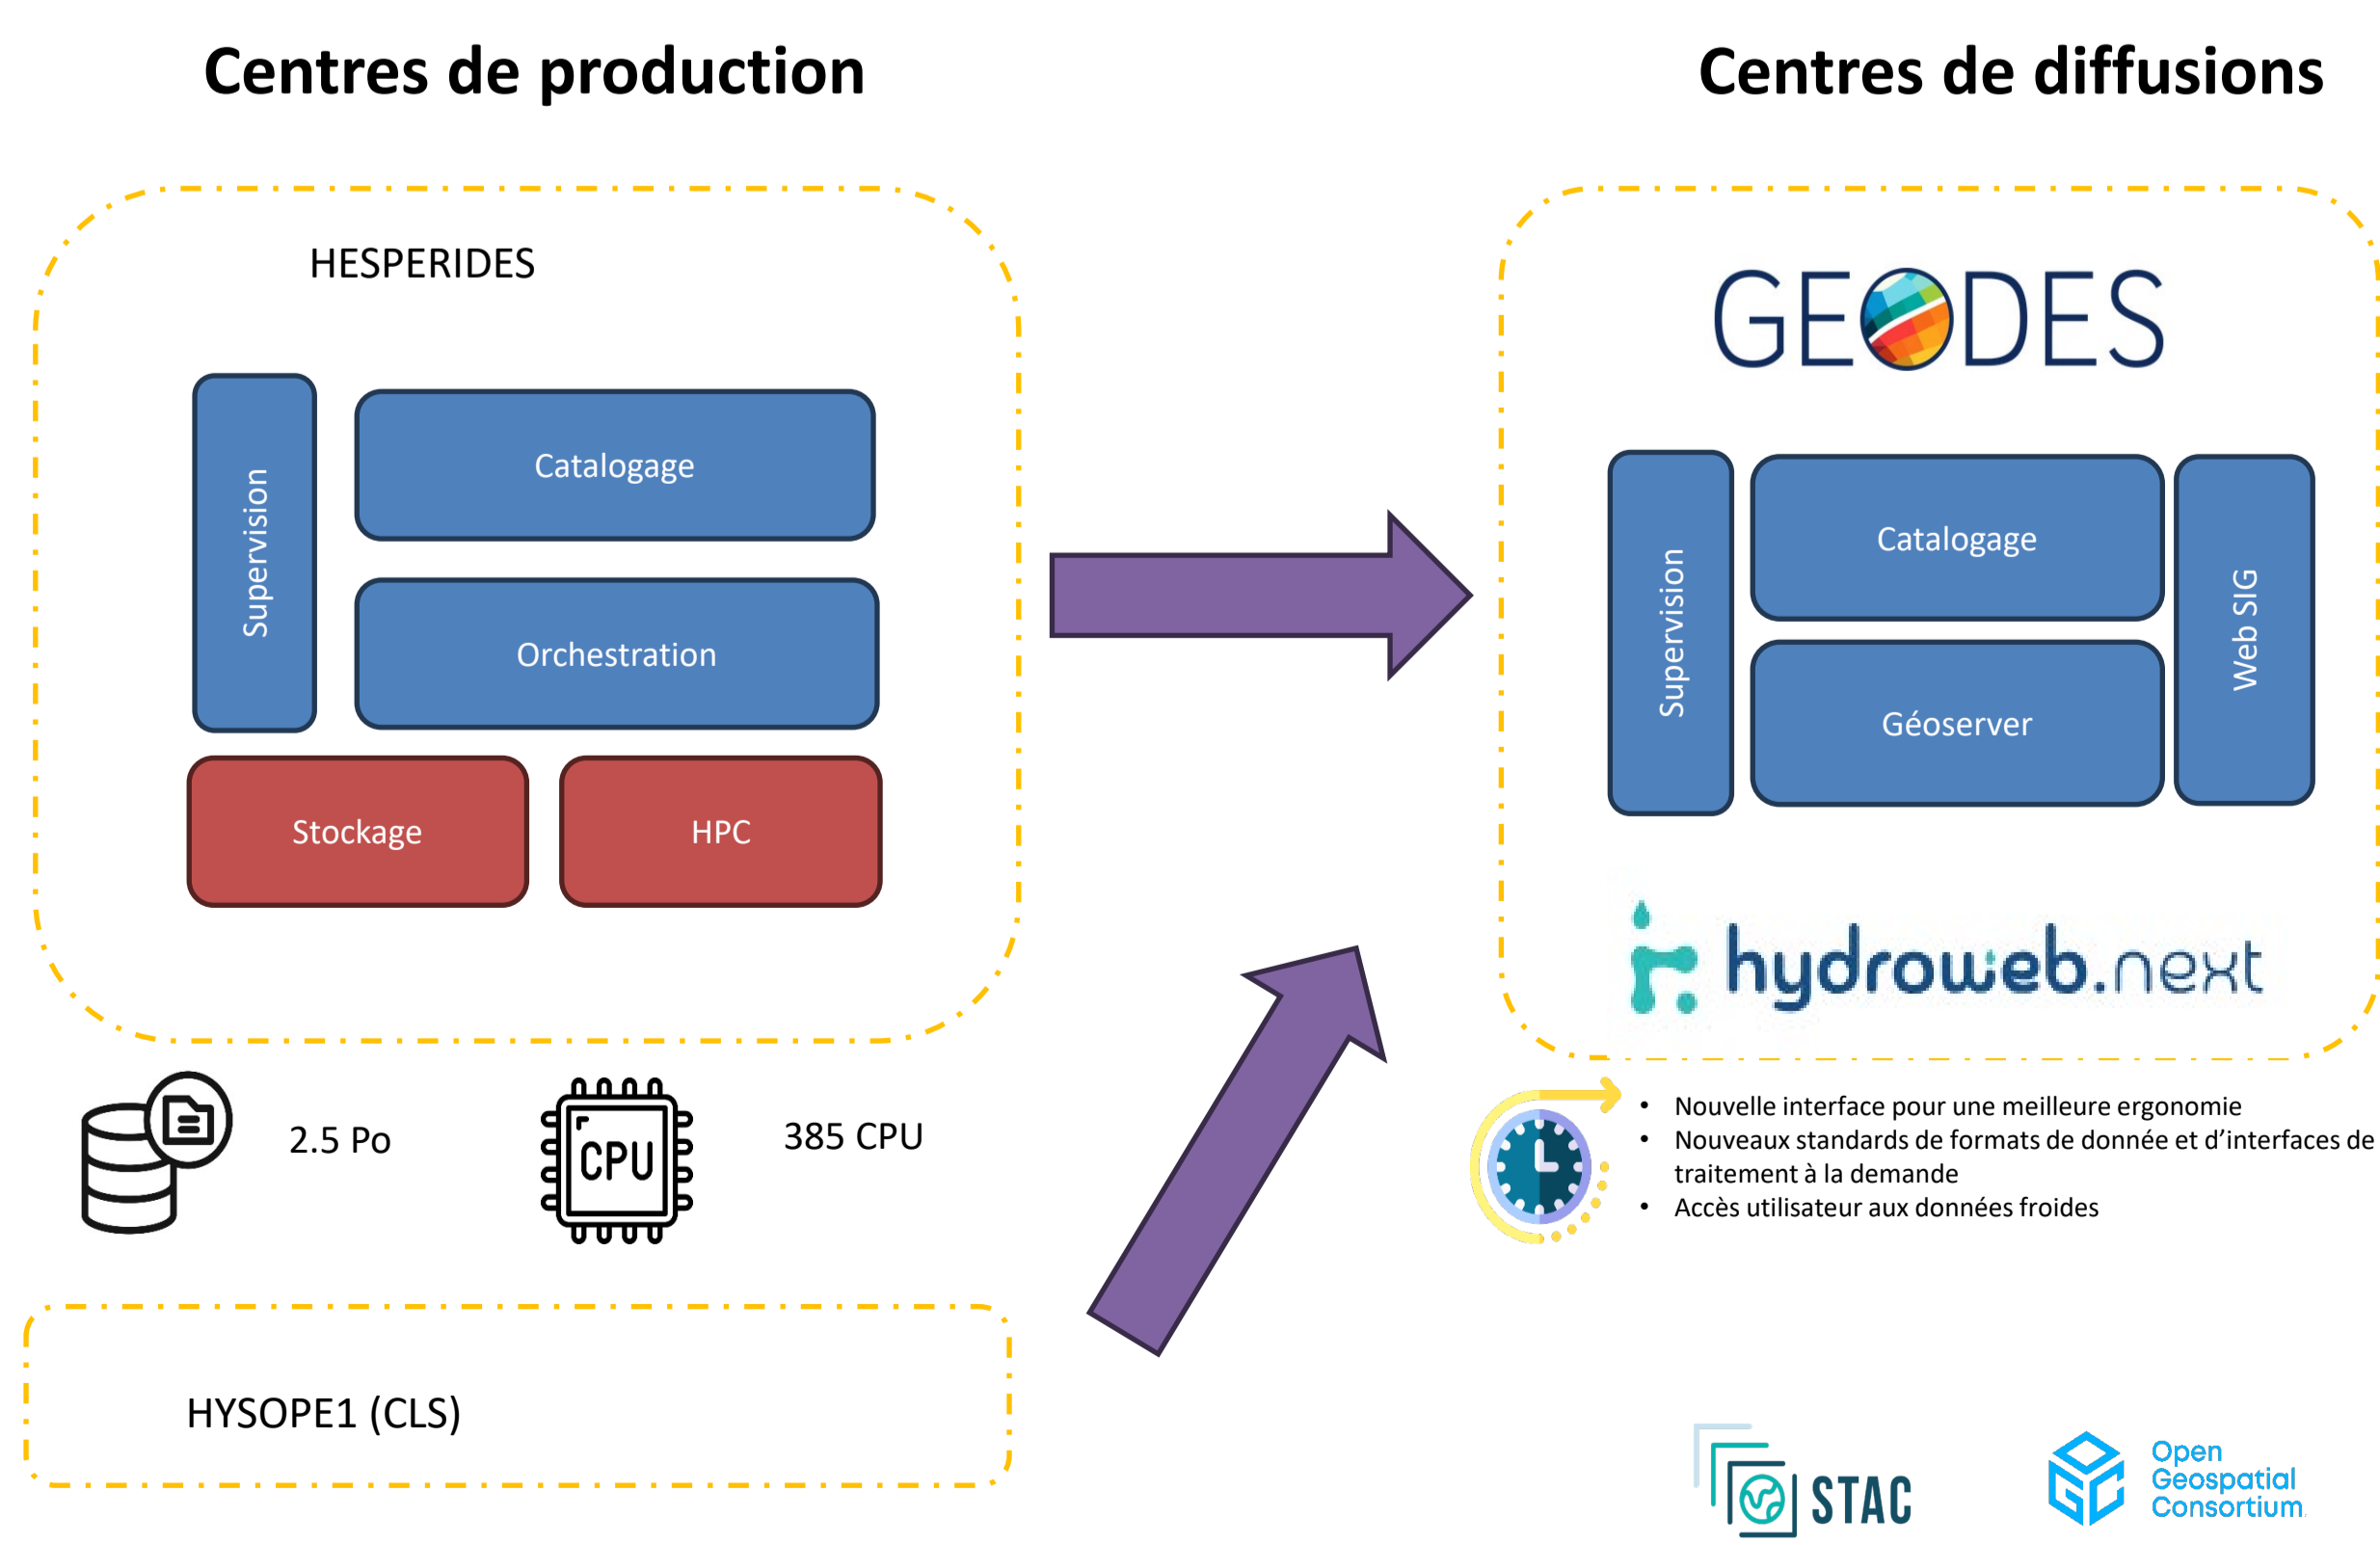 Centres de production
HESPERIDES
Supervision
Catalogage
Orchestration
Stockage
HPC
2.5 Po
CPU
385 CPU
HYSOPE1 (CLS)
Centres de diffusions
GEODES
Supervision
Catalogage
Géoserver
Web SIG
hydroweb.next
• Nouvelle interface pour une meilleure ergonomie
• Nouveaux standards de formats de donnée et d’interfaces de
traitement à la demande
• Accès utilisateur aux données froides
STAC
OGC
Open
Geospatial
Consortium